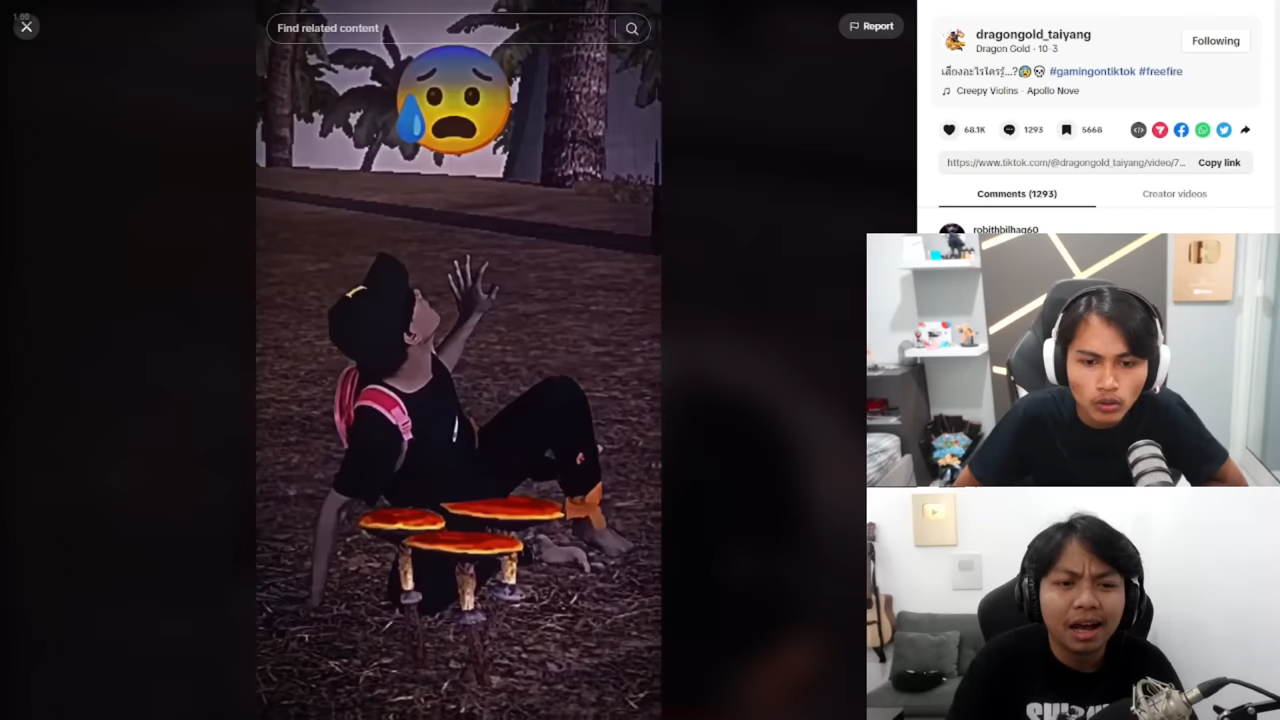 1.00
Find related content
Report
dragongold_taiyang
Dragon Gold · 10-3
Following
เสียงอะไรใครรู้...?😰💀 #gamingontiktok #freefire
Creepy Violins - Apollo Nove
68.1K
1293
5668
https://www.tiktok.com/@dragongold_taiyang/video/7...
Copy link
Comments (1293)
Creator videos
robithbilhaq60